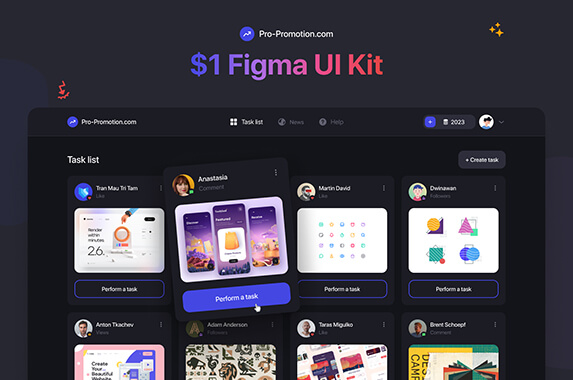 Pro-Promotion.com
$1 Figma UI Kit
Pro-Promotion.com
Task list
News
Help
2023
Task list
+ Create task
Tran Mau Tri Tam
Like
Anastasia
Comment
Martin David
Like
Dwinawan
Followers
Render
within
minutes
2.6.
Discover
Featured
Perform a task
Perform a task
Perform a task
Perform a task
Anton Tkachev
Views
Adam Anderson
Followers
Taras Migulko
Like
Brent Schoepf
Comment
Create
Your
Beautiful
Website
DESIGN
CAMP